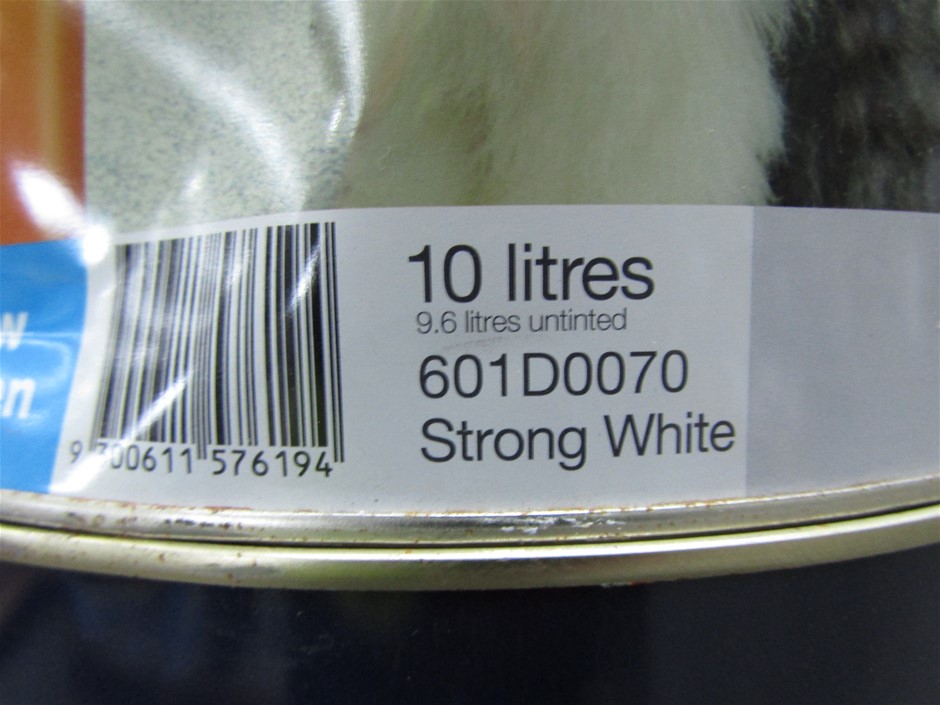 10 litres
9.6 litres untinted
601D0070
Strong White
9 300611 576194